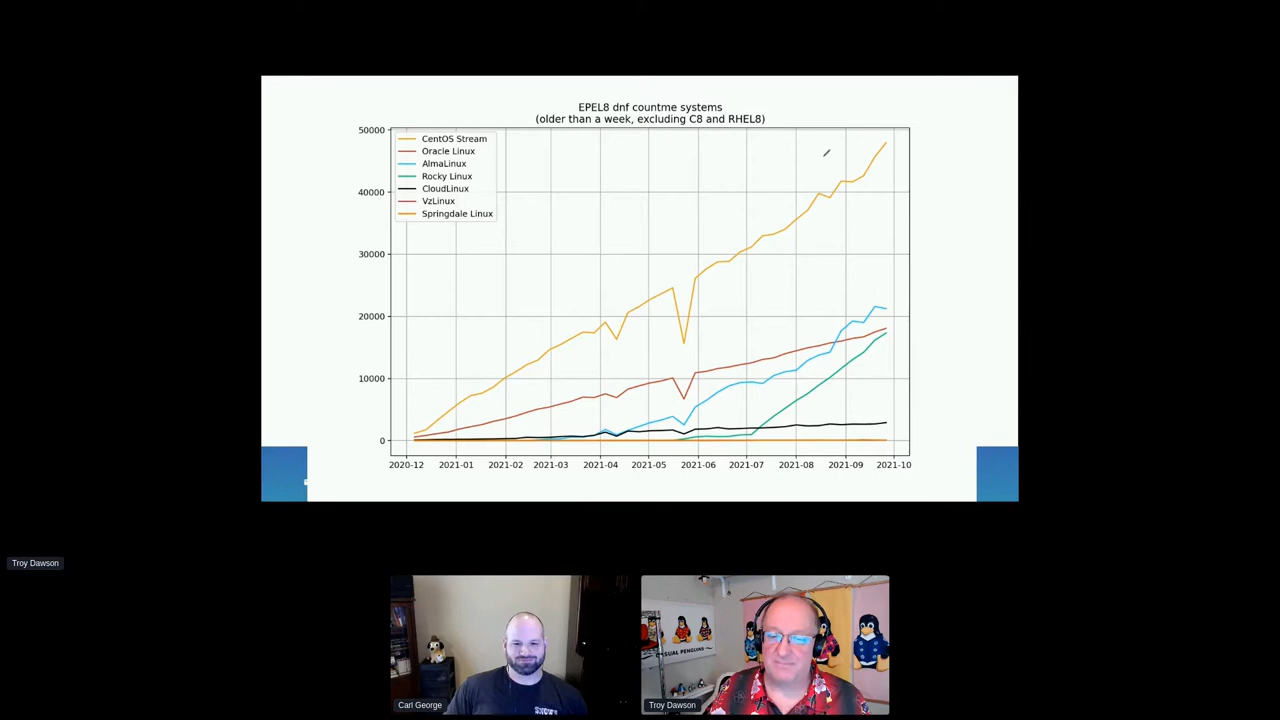 EPEL8 dnf countme systems
(older than a week, excluding C8 and RHEL8)
50000
40000
30000
20000
10000
0
CentOS Stream
Oracle Linux
AlmaLinux
Rocky Linux
CloudLinux
VzLinux
Springdale Linux
2020-12 2021-01 2021-02 2021-03 2021-04 2021-05 2021-06 2021-07 2021-08 2021-09 2021-10
Troy Dawson
SUAL PENGUINS
Carl George
Troy Dawson